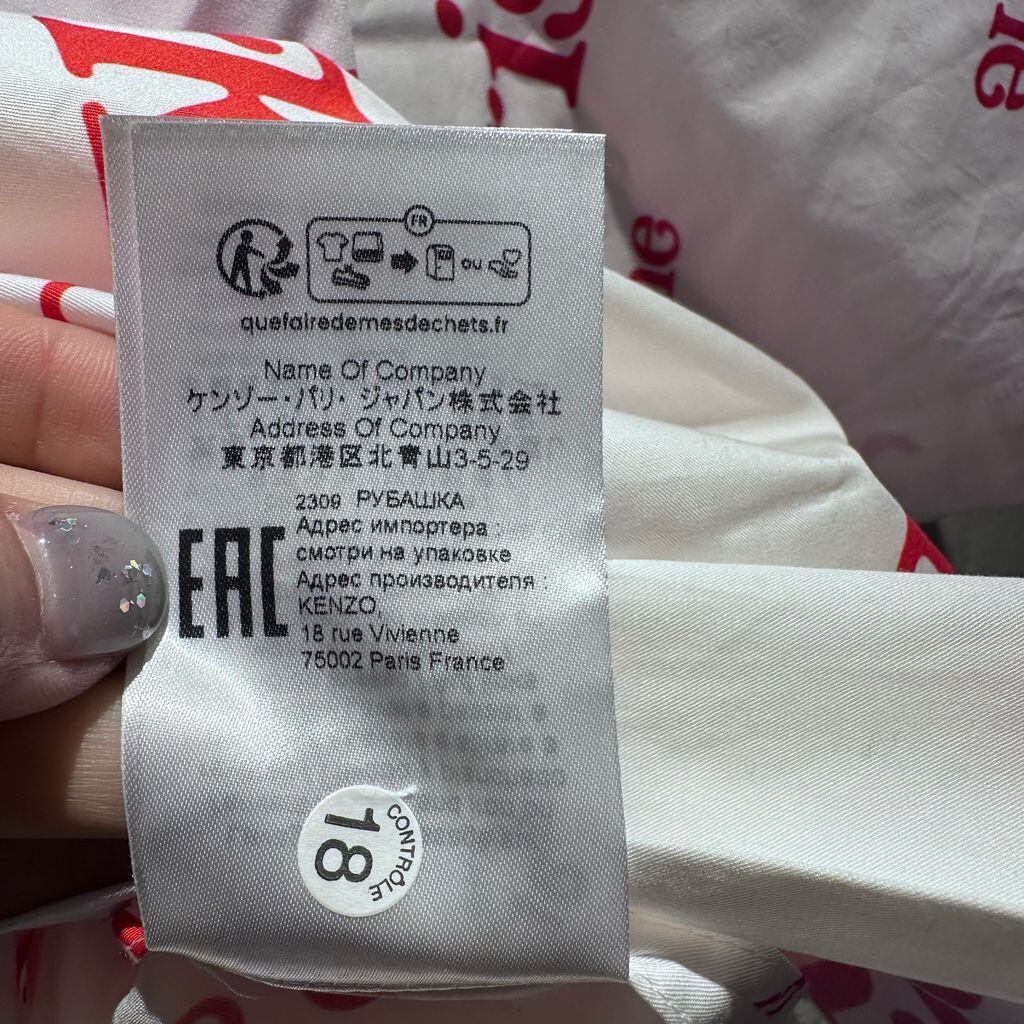 FR
OU
quefairedemesdechets.fr
Name Of Company
ケンゾー・パリ・ジャパン株式会社
Address Of Company
東京都港区北青山3-5-29
2309 РУБАШКА
Адрес импортера :
смотри на упаковке
Адрес производителя :
KENZO,
18 rue Vivienne
75002 Paris France
EAC
CONTRÔLE
18